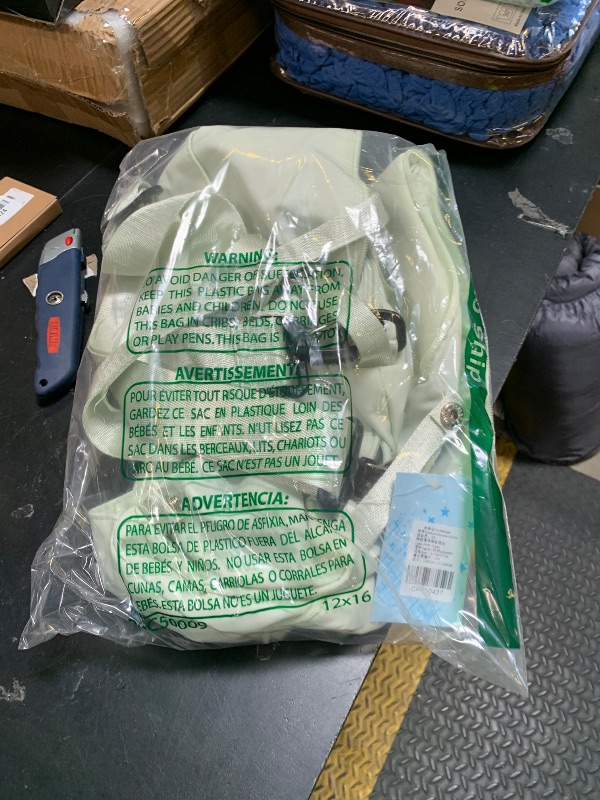 WARNING:
TO AVOID DANGER OF SUFFOCATION,
KEEP THIS PLASTIC BAG AWAY FROM
BABIES AND CHILDREN. DO NOT USE
THIS BAG IN CRIBS, BEDS, CARRIAGES
OR PLAY PENS. THIS BAG IS
AVERTISSEMENT:
POUR ÉVITER TOUT RISQUE D'ÉTOUFFEMENT,
GARDEZ CE SAC EN PLASTIQUE LOIN DES
BÉBÉS ET LES ENFANTS. N'UTLISEZ PAS CE
SAC DANS LES BERCEAUX, LITS, CHARIOTS OU
PARC AU BÉBÉ. CE SAC N'EST PAS UN JOUET.
ADVERTENCIA:
PARA EVITAR EL PELIGRO DE ASFIXIA, MANTENGA
ESTA BOLSA DE PLASTICO FUERA DEL ALCANCE
DE BEBÉS Y NIÑOS. NO USAR ESTA BOLSA EN
CUNAS, CAMAS, CARRIOLAS O CORRALES PARA
BEBÉS. ESTA BOLSA NO ES UN JUGUETE.
12x16
50009
ship